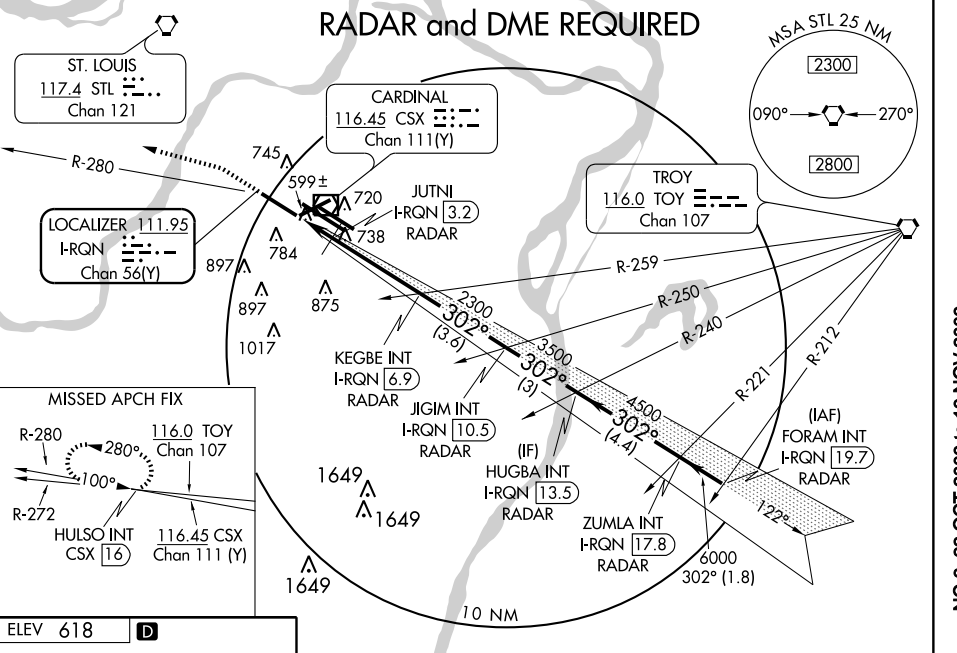 RADAR and DME REQUIRED
MSA STL 25 NM
2300
090°
270°
2800
ST. LOUIS
117.4 STL
Chan 121
CARDINAL
116.45 CSX
Chan 111(Y)
R-280
745
599 ±
720
738
784
JUTNI
I-RQN 3.2
RADAR
TROY
116.0 TOY
Chan 107
LOCALIZER 111.95
I-RQN
Chan 56(Y)
897
897
875
1017
R-259
R-250
R-240
R-221
R-212
2300
302°
(3.6)
3500
302°
(3)
4500
302°
(4.4)
KEGBE INT
I-RQN 6.9
RADAR
JIGIM INT
I-RQN 10.5
RADAR
(IF)
HUGBA INT
I-RQN 13.5
RADAR
(IAF)
FORAM INT
I-RQN 19.7
RADAR
122°
ZUMLA INT
I-RQN 17.8
RADAR
6000
302° (1.8)
MISSED APCH FIX
R-280
280°
116.0 TOY
Chan 107
100°
R-272
HULSO INT
CSX 16
116.45 CSX
Chan 111 (Y)
1649
1649
1649
10 NM
ELEV 618
D